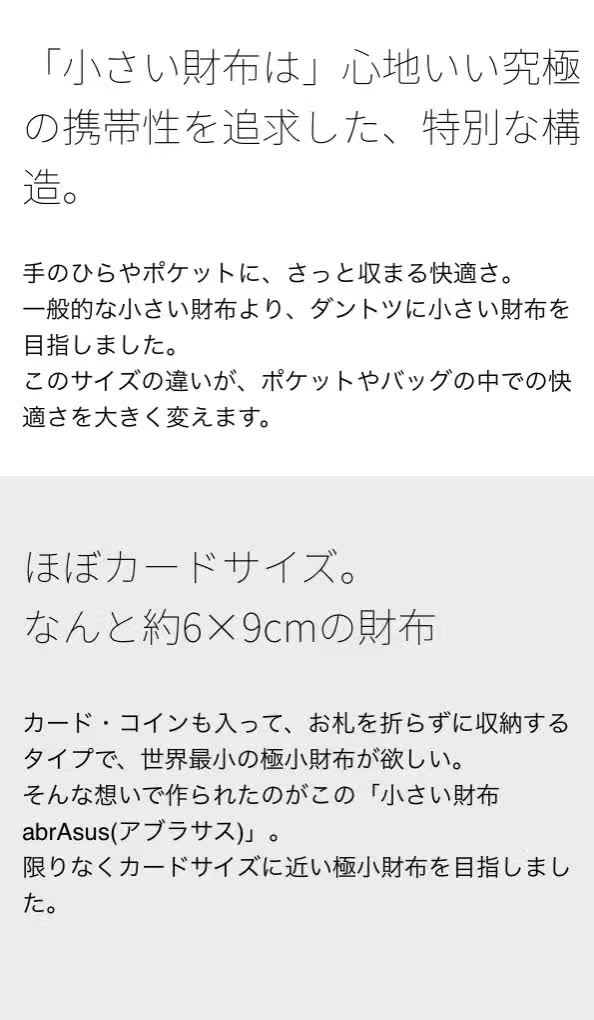 「小さい財布は」心地いい究極
の携帯性を追求した、特別な構
造。
手のひらやポケットに、さっと収まる快適さ。
一般的な小さい財布より、ダントツに小さい財布を
目指しました。
このサイズの違いが、ポケットやバッグの中での快
適さを大きく変えます。
ほぼカードサイズ。
なんと約6×9cmの財布
カード・コインも入って、お札を折らずに収納する
タイプで、世界最小の極小財布が欲しい。
そんな想いで作られたのがこの「小さい財布
abrAsus(アブラサス)」。
限りなくカードサイズに近い極小財布を目指しまし
た。